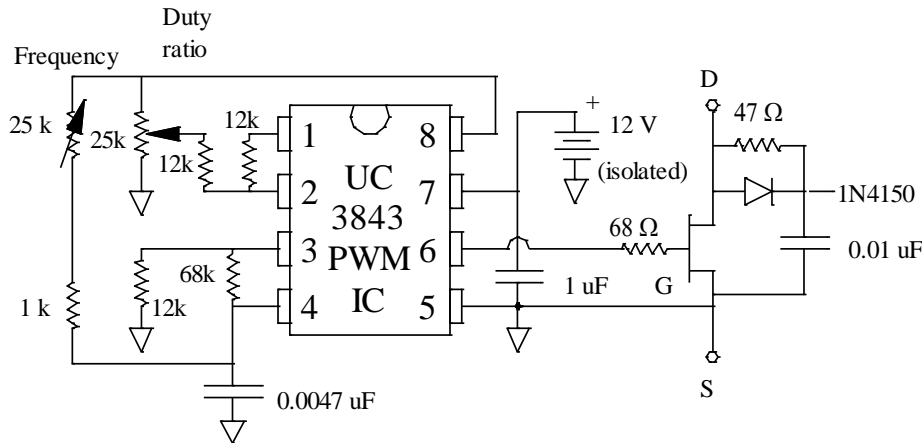 Duty
ratio
Frequency
D
25 k
25k
12k
12k
1
8
+
12 V
(isolated)
47 Ω
2
UC
3843
PWM
IC
7
1N4150
3
6
68 Ω
0.01 uF
68k
1 k
12k
4
5
1 uF
G
0.0047 uF
S